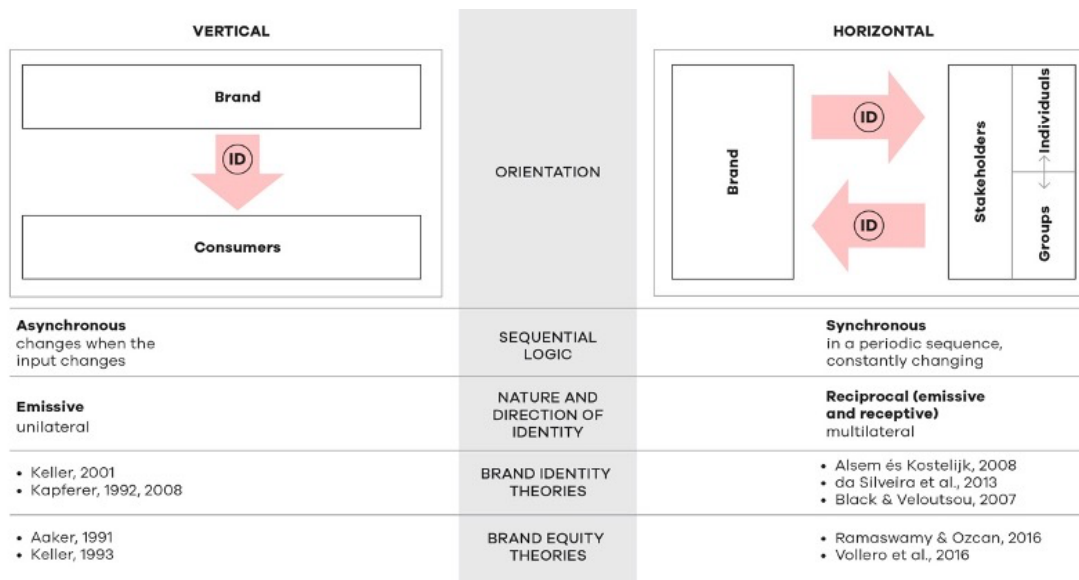 VERTICAL
HORIZONTAL
Brand
ID
Consumers
ORIENTATION
Brand
ID
ID
Stakeholders
Individuals
Groups
Asynchronous
changes when the
input changes
SEQUENTIAL
LOGIC
Synchronous
in a periodic sequence,
constantly changing
Emissive
unilateral
NATURE AND
DIRECTION OF
IDENTITY
Reciprocal (emissive
and receptive)
multilateral
• Keller, 2001
• Kapferer, 1992, 2008
BRAND IDENTITY
THEORIES
• Alsem és Kostelijk, 2008
• da Silveira et al., 2013
• Black & Veloutsou, 2007
• Aaker, 1991
• Keller, 1993
BRAND EQUITY
THEORIES
• Ramaswamy & Ozcan, 2016
• Vollero et al., 2016